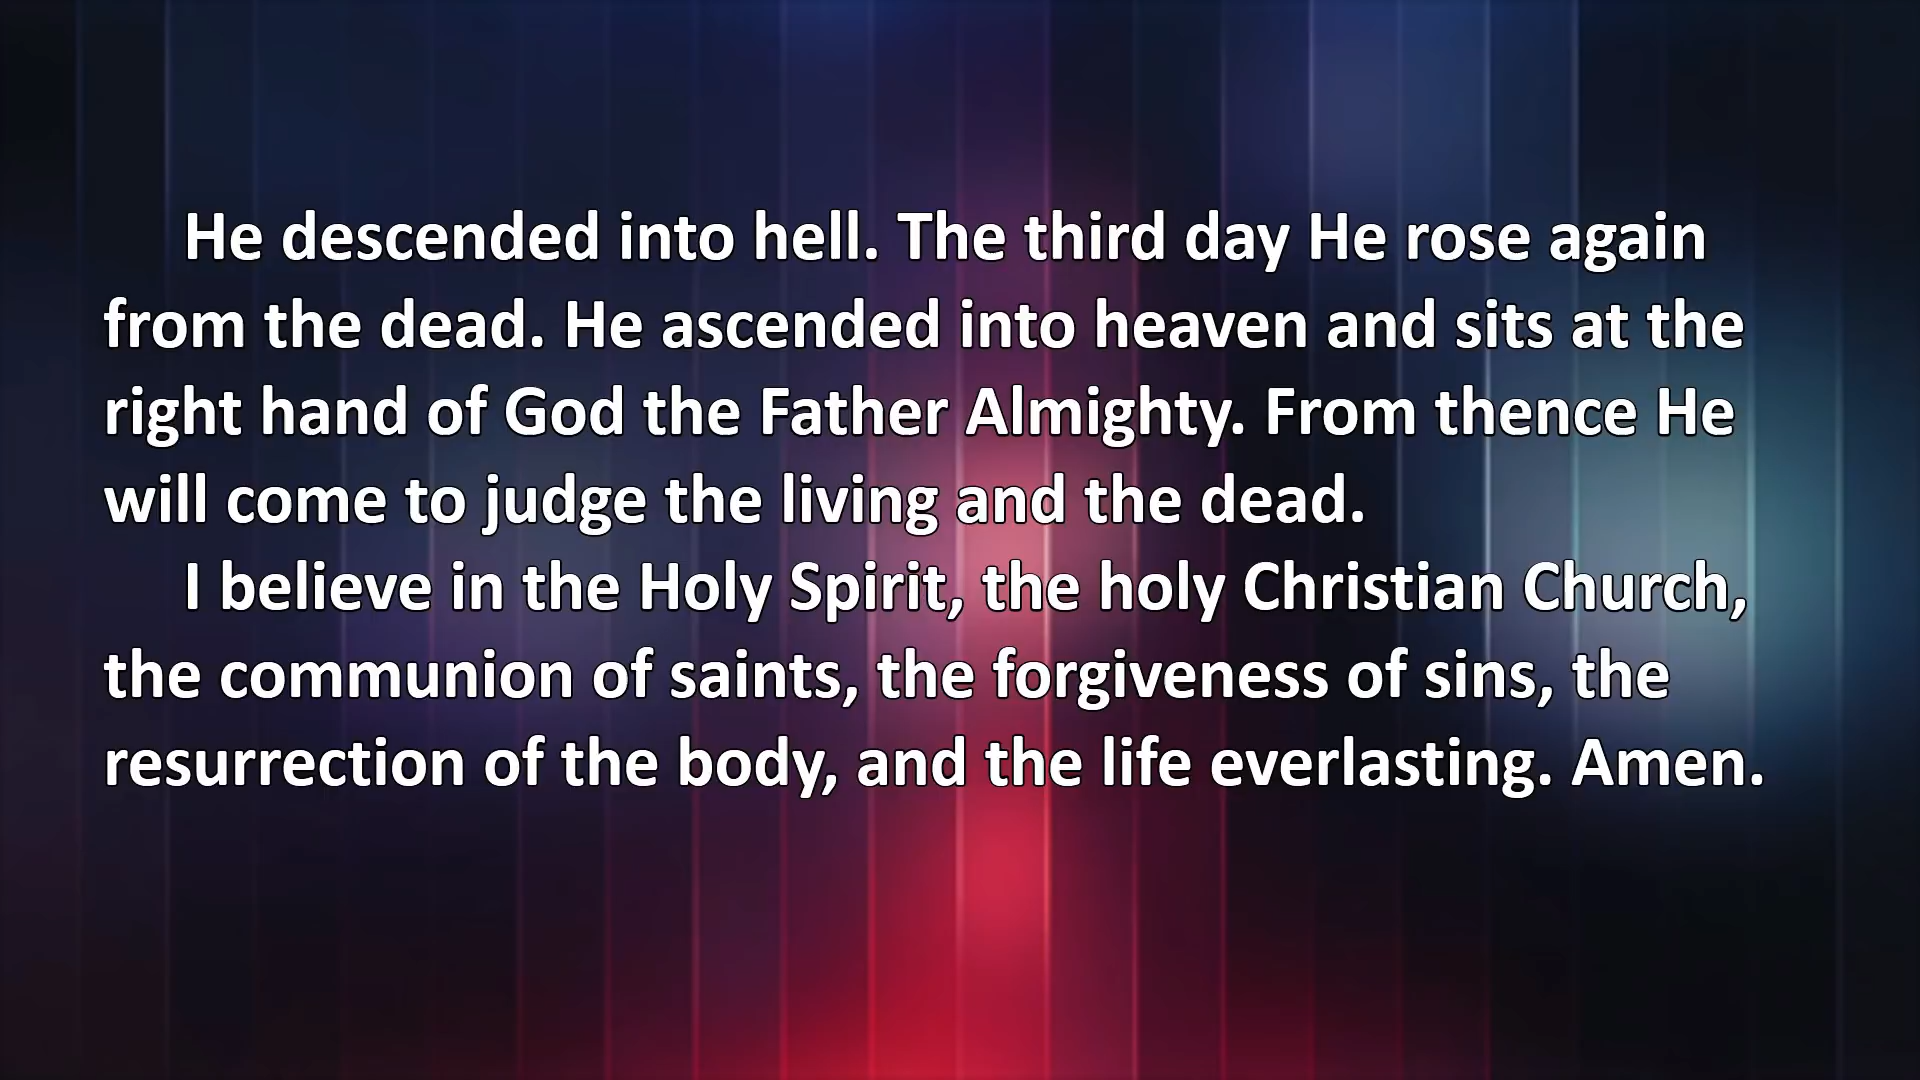 He descended into hell. The third day He rose again
from the dead. He ascended into heaven and sits at the
right hand of God the Father Almighty. From thence He
will come to judge the living and the dead.
I believe in the Holy Spirit, the holy Christian Church,
the communion of saints, the forgiveness of sins, the
resurrection of the body, and the life everlasting. Amen.